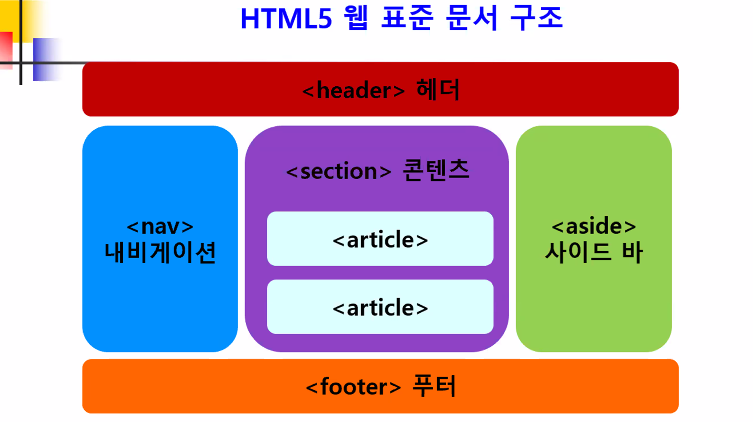 HTML5 웹 표준 문서 구조
<header> 헤더
<nav>
내비게이션
<section> 콘텐츠
<article>
<article>
<aside>
사이드 바
<footer> 푸터